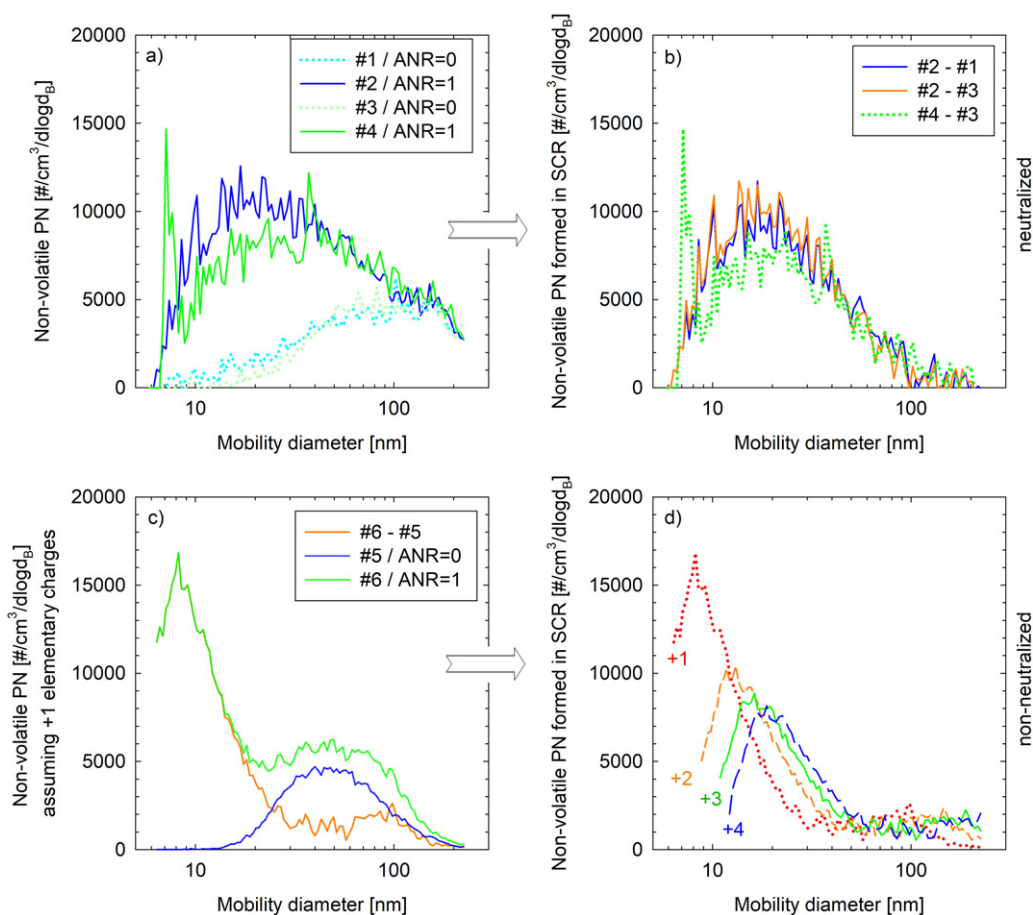 a)
#1 / ANR=0
#2 / ANR=1
#3 / ANR=0
#4 / ANR=1
Non-volatile PN [#/cm³/dlogd_B]
20000
15000
10000
5000
0
10
100
Mobility diameter [nm]
b)
#2 - #1
#2 - #3
#4 - #3
Non-volatile PN formed in SCR [#/cm³/dlogd_B]
20000
15000
10000
5000
0
10
100
Mobility diameter [nm]
neutralized
c)
#6 - #5
#5 / ANR=0
#6 / ANR=1
Non-volatile PN [#/cm³/dlogd_B]
assuming +1 elementary charges
20000
15000
10000
5000
0
10
100
Mobility diameter [nm]
d)
+1
+2
+3
+4
Non-volatile PN formed in SCR [#/cm³/dlogd_B]
20000
15000
10000
5000
0
10
100
Mobility diameter [nm]
non-neutralized